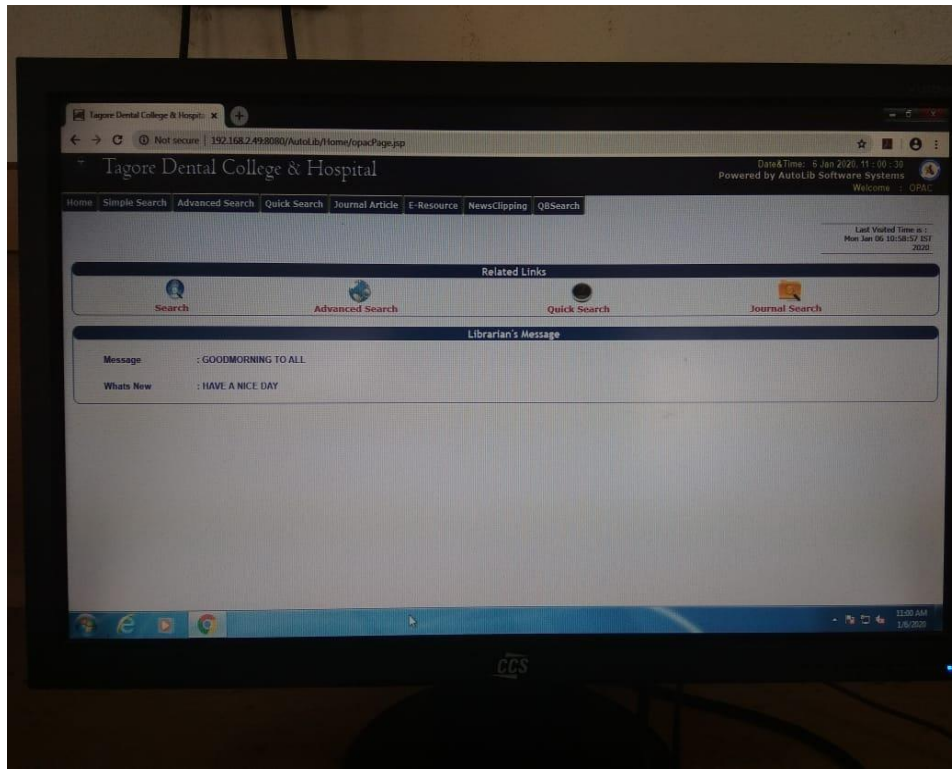 Tagore Dental College & Hospit
Not secure | 192.168.2.49:8080/AutoLib/Home/opacPage.jsp
Tagore Dental College & Hospital
Date&Time: 6 Jan 2020, 11 : 00 : 30
Powered by AutoLib Software Systems
Welcome : OPAC
Home Simple Search Advanced Search Quick Search Journal Article E-Resource NewsClipping QBSearch
Last Visited Time is :
Mon Jan 06 10:58:57 IST
2020
Related Links
Search Advanced Search Quick Search Journal Search
Librarian's Message
Message : GOODMORNING TO ALL
Whats New : HAVE A NICE DAY
11:00 AM
1/6/2020
CCS